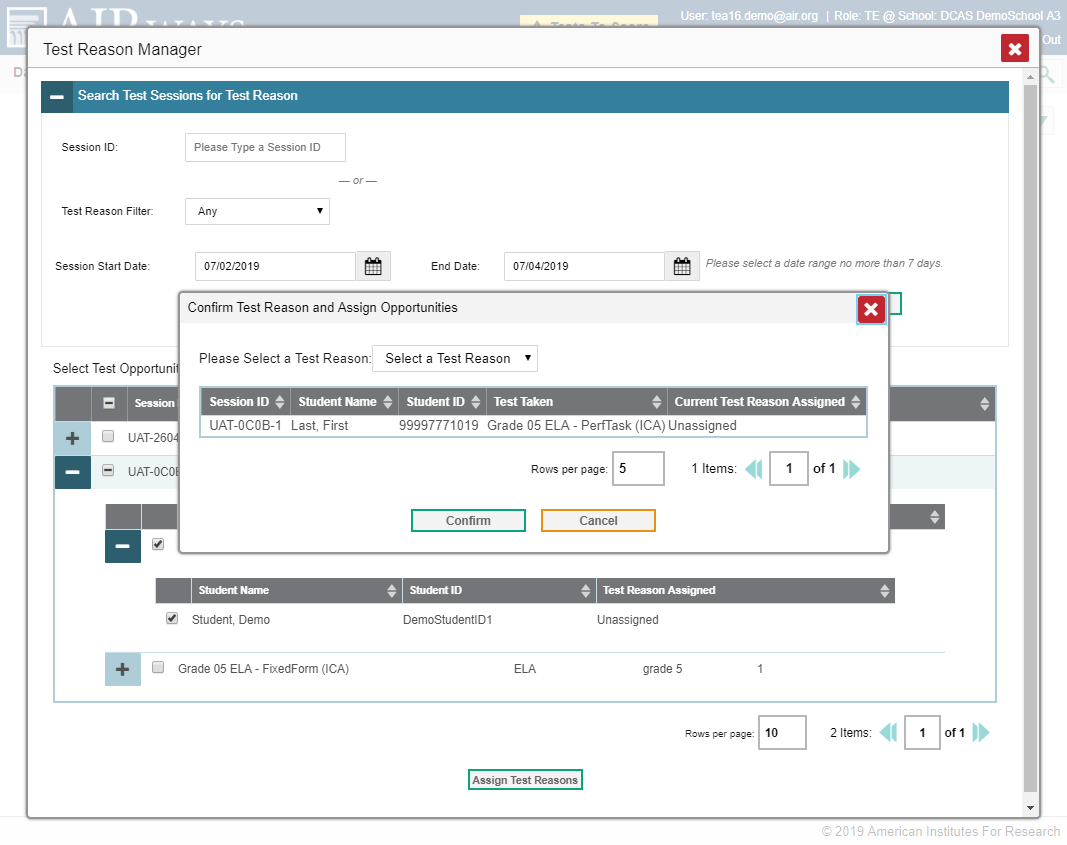 AIRWAYS
Tests To Score
User: tea16.demo@air.org | Role: TE @ School: DCAS DemoSchool A3
Out
Test Reason Manager
Search Test Sessions for Test Reason
Session ID: Please Type a Session ID
— or —
Test Reason Filter: Any
Session Start Date: 07/02/2019 End Date: 07/04/2019 Please select a date range no more than 7 days.
Confirm Test Reason and Assign Opportunities
Please Select a Test Reason: Select a Test Reason
Session ID Student Name Student ID Test Taken Current Test Reason Assigned
UAT-0C0B-1 Last, First 99997771019 Grade 05 ELA - PerfTask (ICA) Unassigned
Rows per page: 5 1 Items: 1 of 1
Confirm Cancel
Select Test Opportunit
Session
UAT-2604
UAT-0C0B
Student Name Student ID Test Reason Assigned
Student, Demo DemoStudentID1 Unassigned
Grade 05 ELA - FixedForm (ICA) ELA grade 5 1
Rows per page: 10 2 Items: 1 of 1
Assign Test Reasons
© 2019 American Institutes For Research